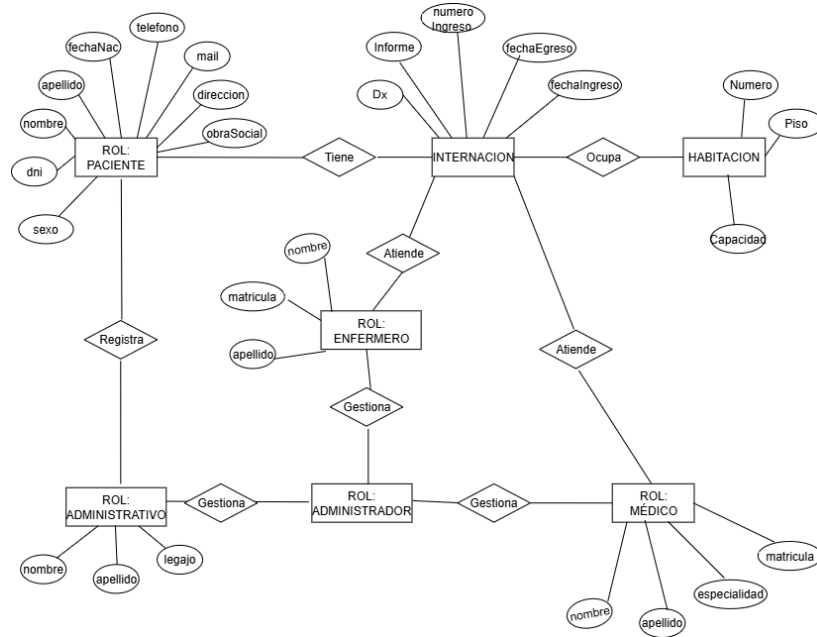 telefono
fechaNac
mail
apellido
direccion
nombre
obraSocial
ROL:
PACIENTE
dni
sexo
numero
Ingreso
Informe
fechaEgreso
Dx
fechaIngreso
Tiene
INTERNACION
Ocupa
Numero
Piso
HABITACION
Capacidad
Atiende
nombre
matricula
ROL:
ENFERMERO
apellido
Registra
Atiende
Gestiona
ROL:
ADMINISTRATIVO
Gestiona
ROL:
ADMINISTRADOR
Gestiona
ROL:
MÉDICO
nombre
apellido
legajo
matricula
especialidad
nombre
apellido